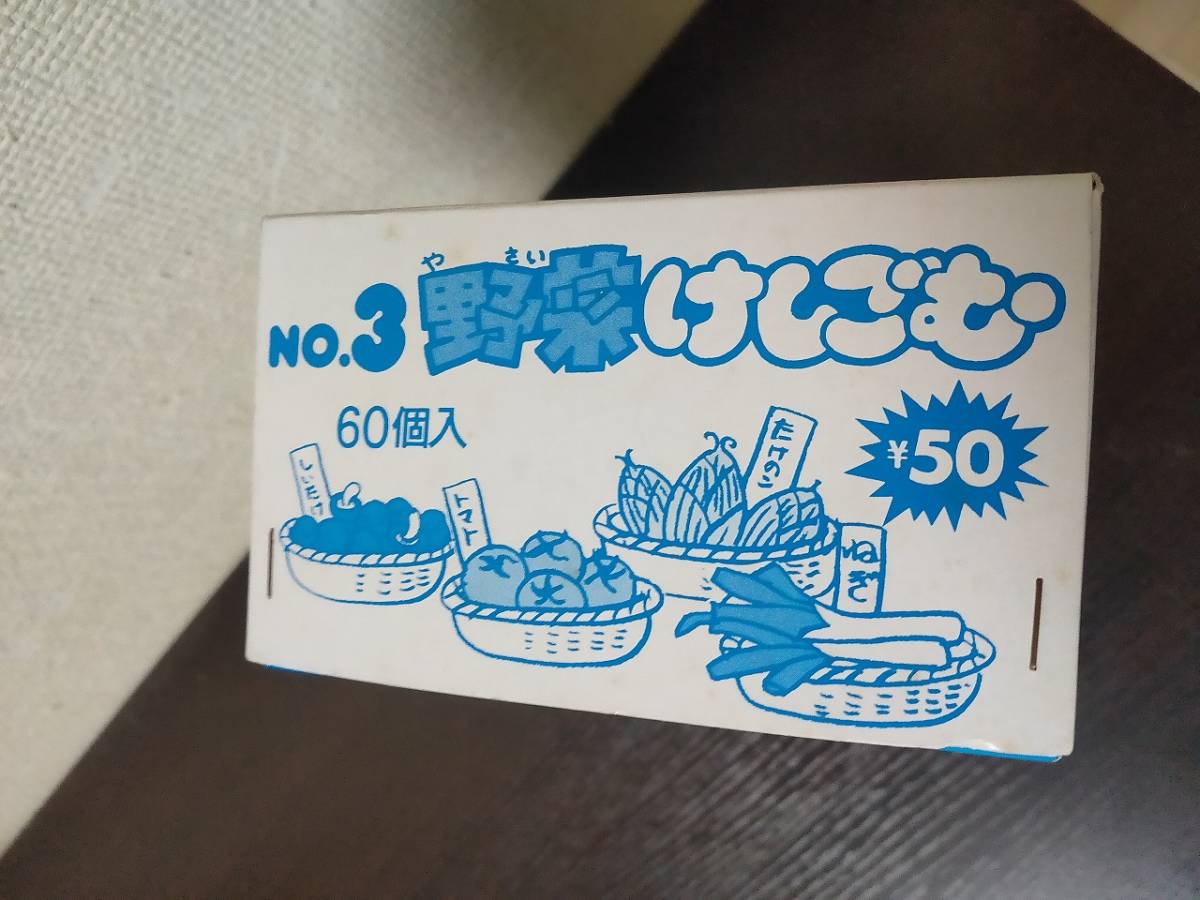 NO.3 野菜けしごむ
やさい
60個入
¥50
しいたけ
トマト
たけのこ
ねぎ